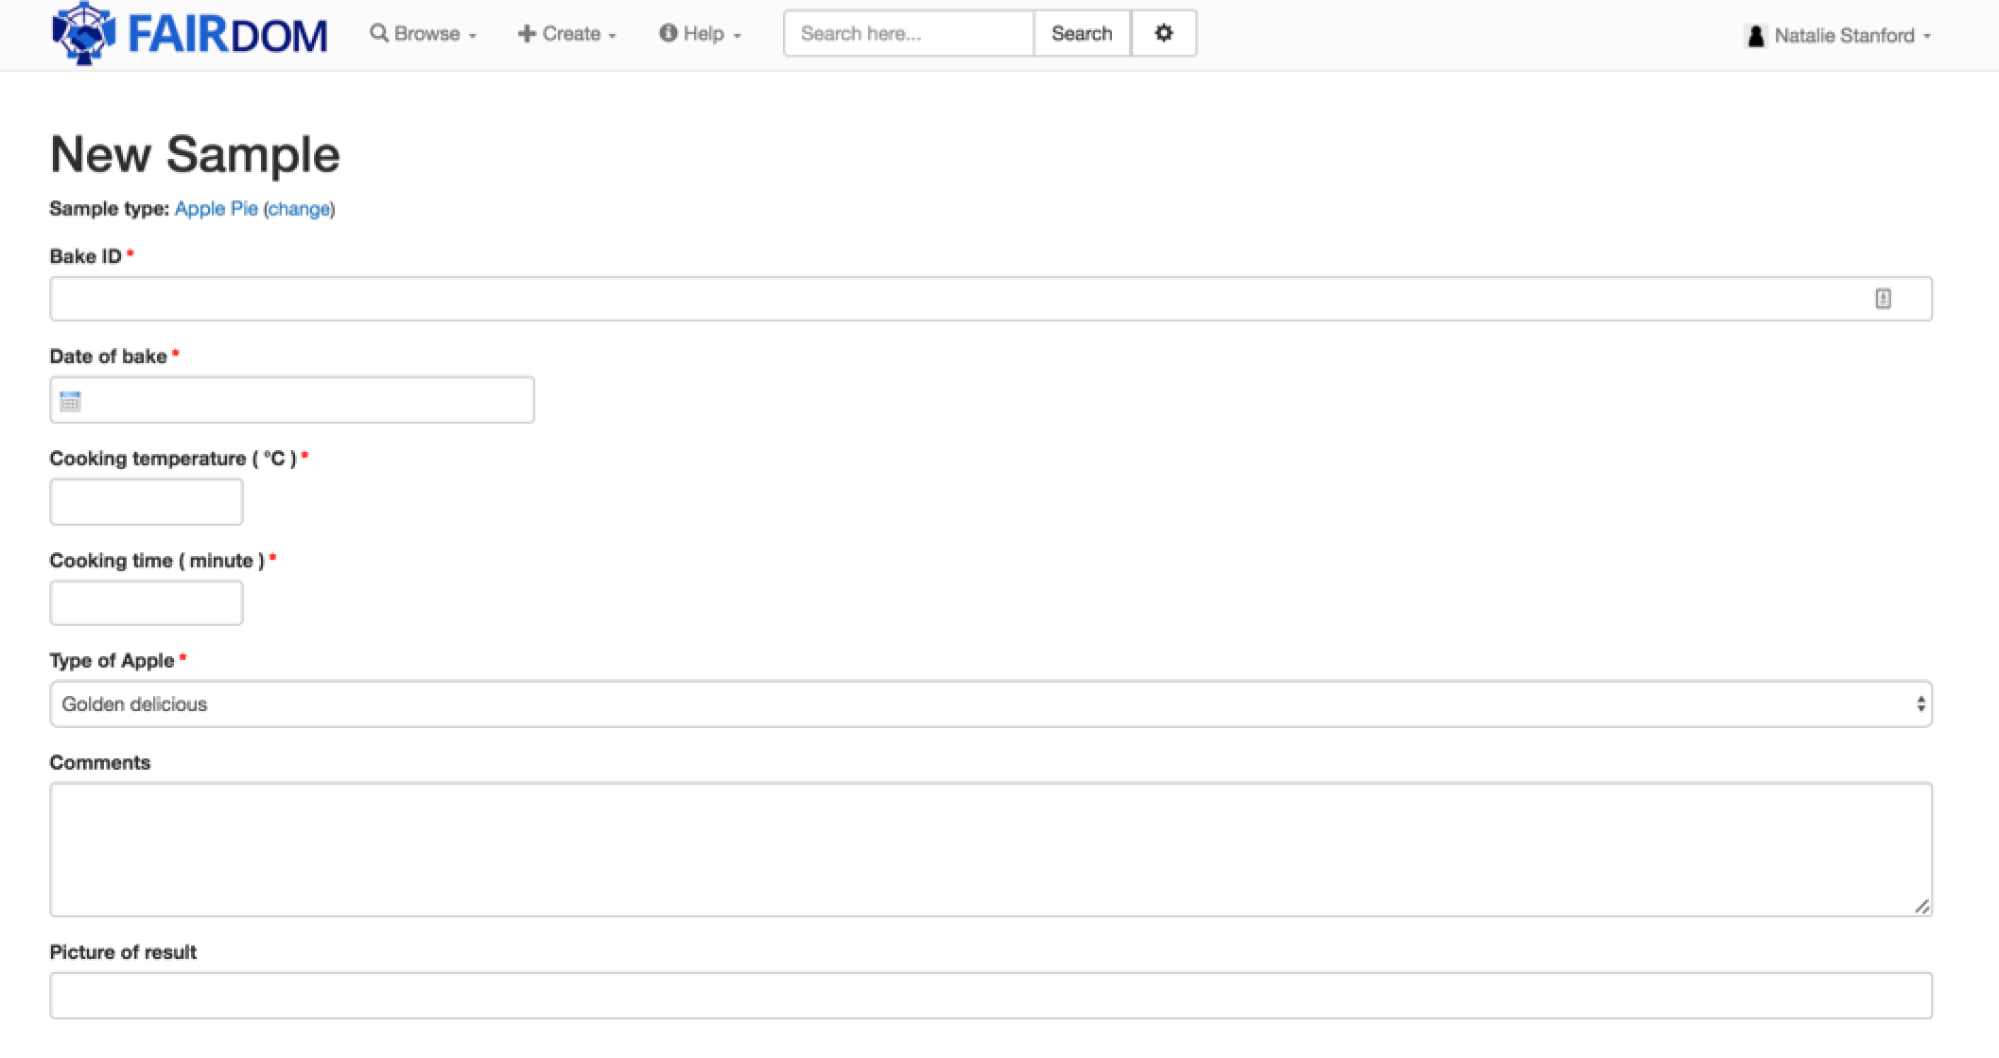 FAIRDOM Browse Create Help Search here... Search Natalie Stanford
New Sample
Sample type: Apple Pie (change)
Bake ID *
Date of bake *
Cooking temperature ( °C ) *
Cooking time ( minute ) *
Type of Apple *
Golden delicious
Comments
Picture of result